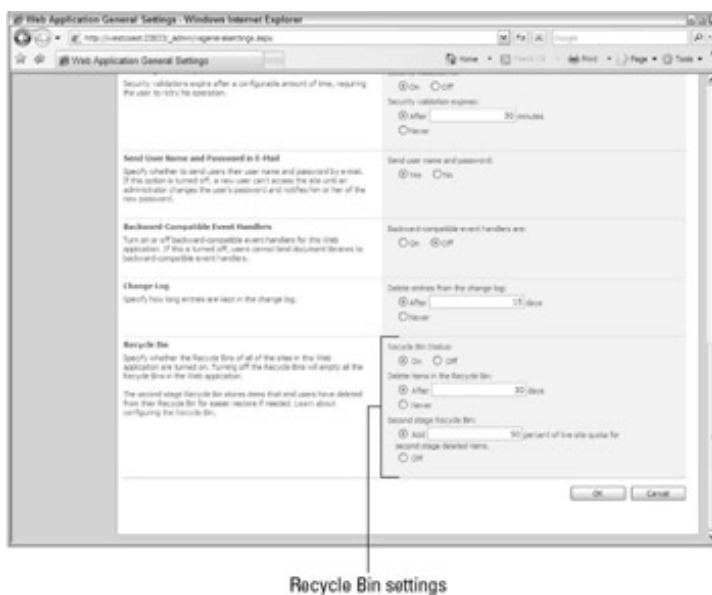 Web Application General Settings - Windows Internet Explorer
Web Application General Settings
Home
Print
Page
Tools
Security validations expire after a configurable amount of time, requiring
the user to retry his operation.
On Off
Security validation expires:
After 30 minutes
Never
Send User Name and Password in E-Mail
Specify whether to send users their user name and password by e-mail.
If this option is turned off, a new user can't access the site until an
administrator changes the user's password and notifies him or her of the
new password.
Send user name and password:
Yes No
Backward-Compatible Event Handlers
Turn on or off backward-compatible event handlers for this Web
application. If this is turned off, users cannot bind document libraries to
backward-compatible event handlers.
Backward-compatible event handlers are:
On Off
Change Log
Specify how long entries are kept in the change log.
Delete entries from the change log:
After 15 days
Never
Recycle Bin
Specify whether the Recycle Bins of all of the sites in this Web
application are turned on. Turning off the Recycle Bins will empty all the
Recycle Bins in the Web application.
The second stage Recycle Bin stores items that end users have deleted
from their Recycle Bin for easier restore if needed. Learn about
configuring the Recycle Bin.
Recycle Bin Status:
On Off
Delete items in the Recycle Bin:
After 30 days
Never
Second stage Recycle Bin:
Add 50 percent of live site quota for
second stage deleted items.
Off
OK Cancel
Recycle Bin settings